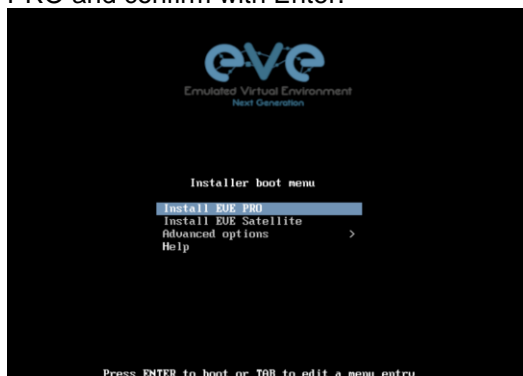 PRO and confirm with Enter.
eve
Emulated Virtual Environment
Next Generation
Installer boot menu
Install EVE PRO
Install EVE Satellite
Advanced options >
Help
Press ENTER to boot or TAB to edit a menu entry